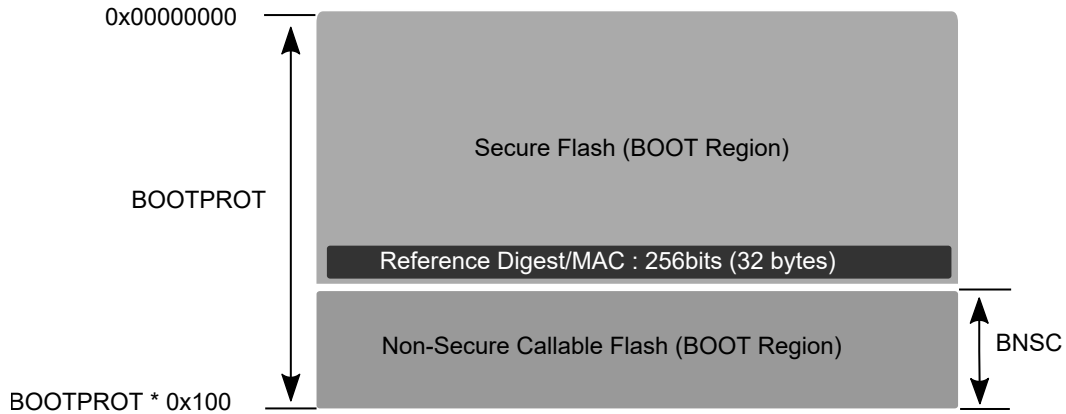 0x00000000
Secure Flash (BOOT Region)
BOOTPROT
Reference Digest/MAC : 256bits (32 bytes)
Non-Secure Callable Flash (BOOT Region)
BNSC
BOOTPROT * 0x100